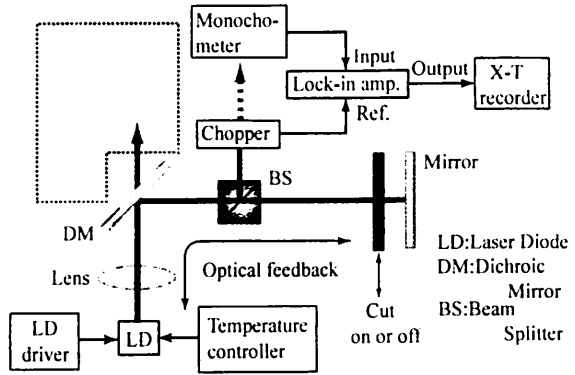 Monocho-
meter
Input
Lock-in amp.
Output
X-T
recorder
Ref.
Chopper
BS
Mirror
DM
Lens
Optical feedback
LD:Laser Diode
DM:Dichroic
Mirror
BS:Beam
Splitter
Cut
on or off
LD
driver
LD
Temperature
controller